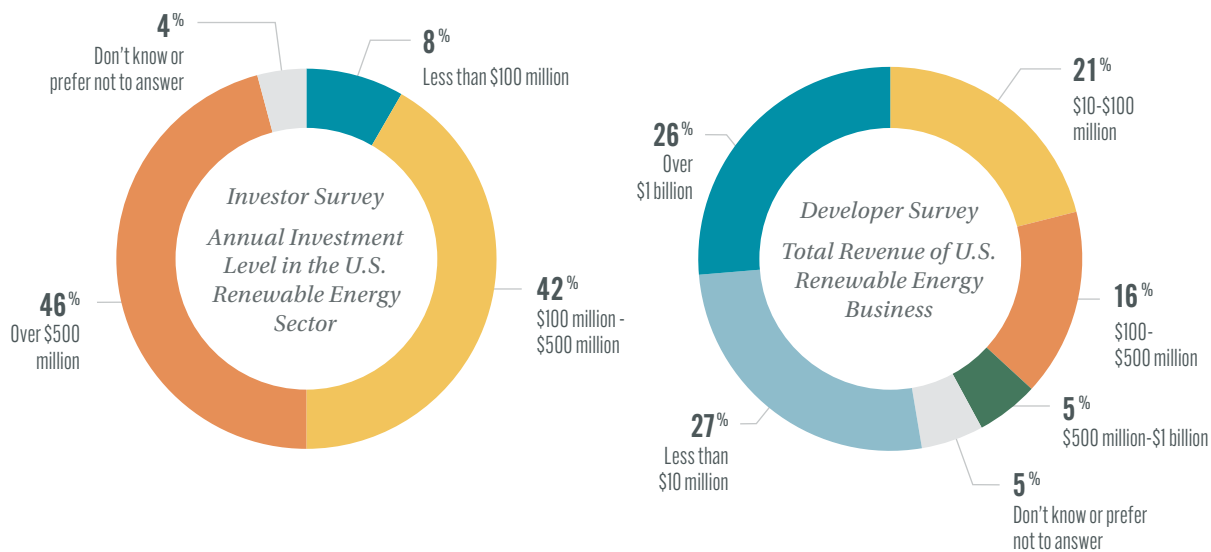 4%
Don't know or
prefer not to answer
8%
Less than $100 million
46%
Over $500
million
42%
$100 million -
$500 million
Investor Survey
Annual Investment
Level in the U.S.
Renewable Energy
Sector
26%
Over
$1 billion
21%
$10-$100
million
16%
$100-
$500 million
5%
$500 million-$1 billion
5%
Don't know or prefer
not to answer
27%
Less than
$10 million
Developer Survey
Total Revenue of U.S.
Renewable Energy
Business